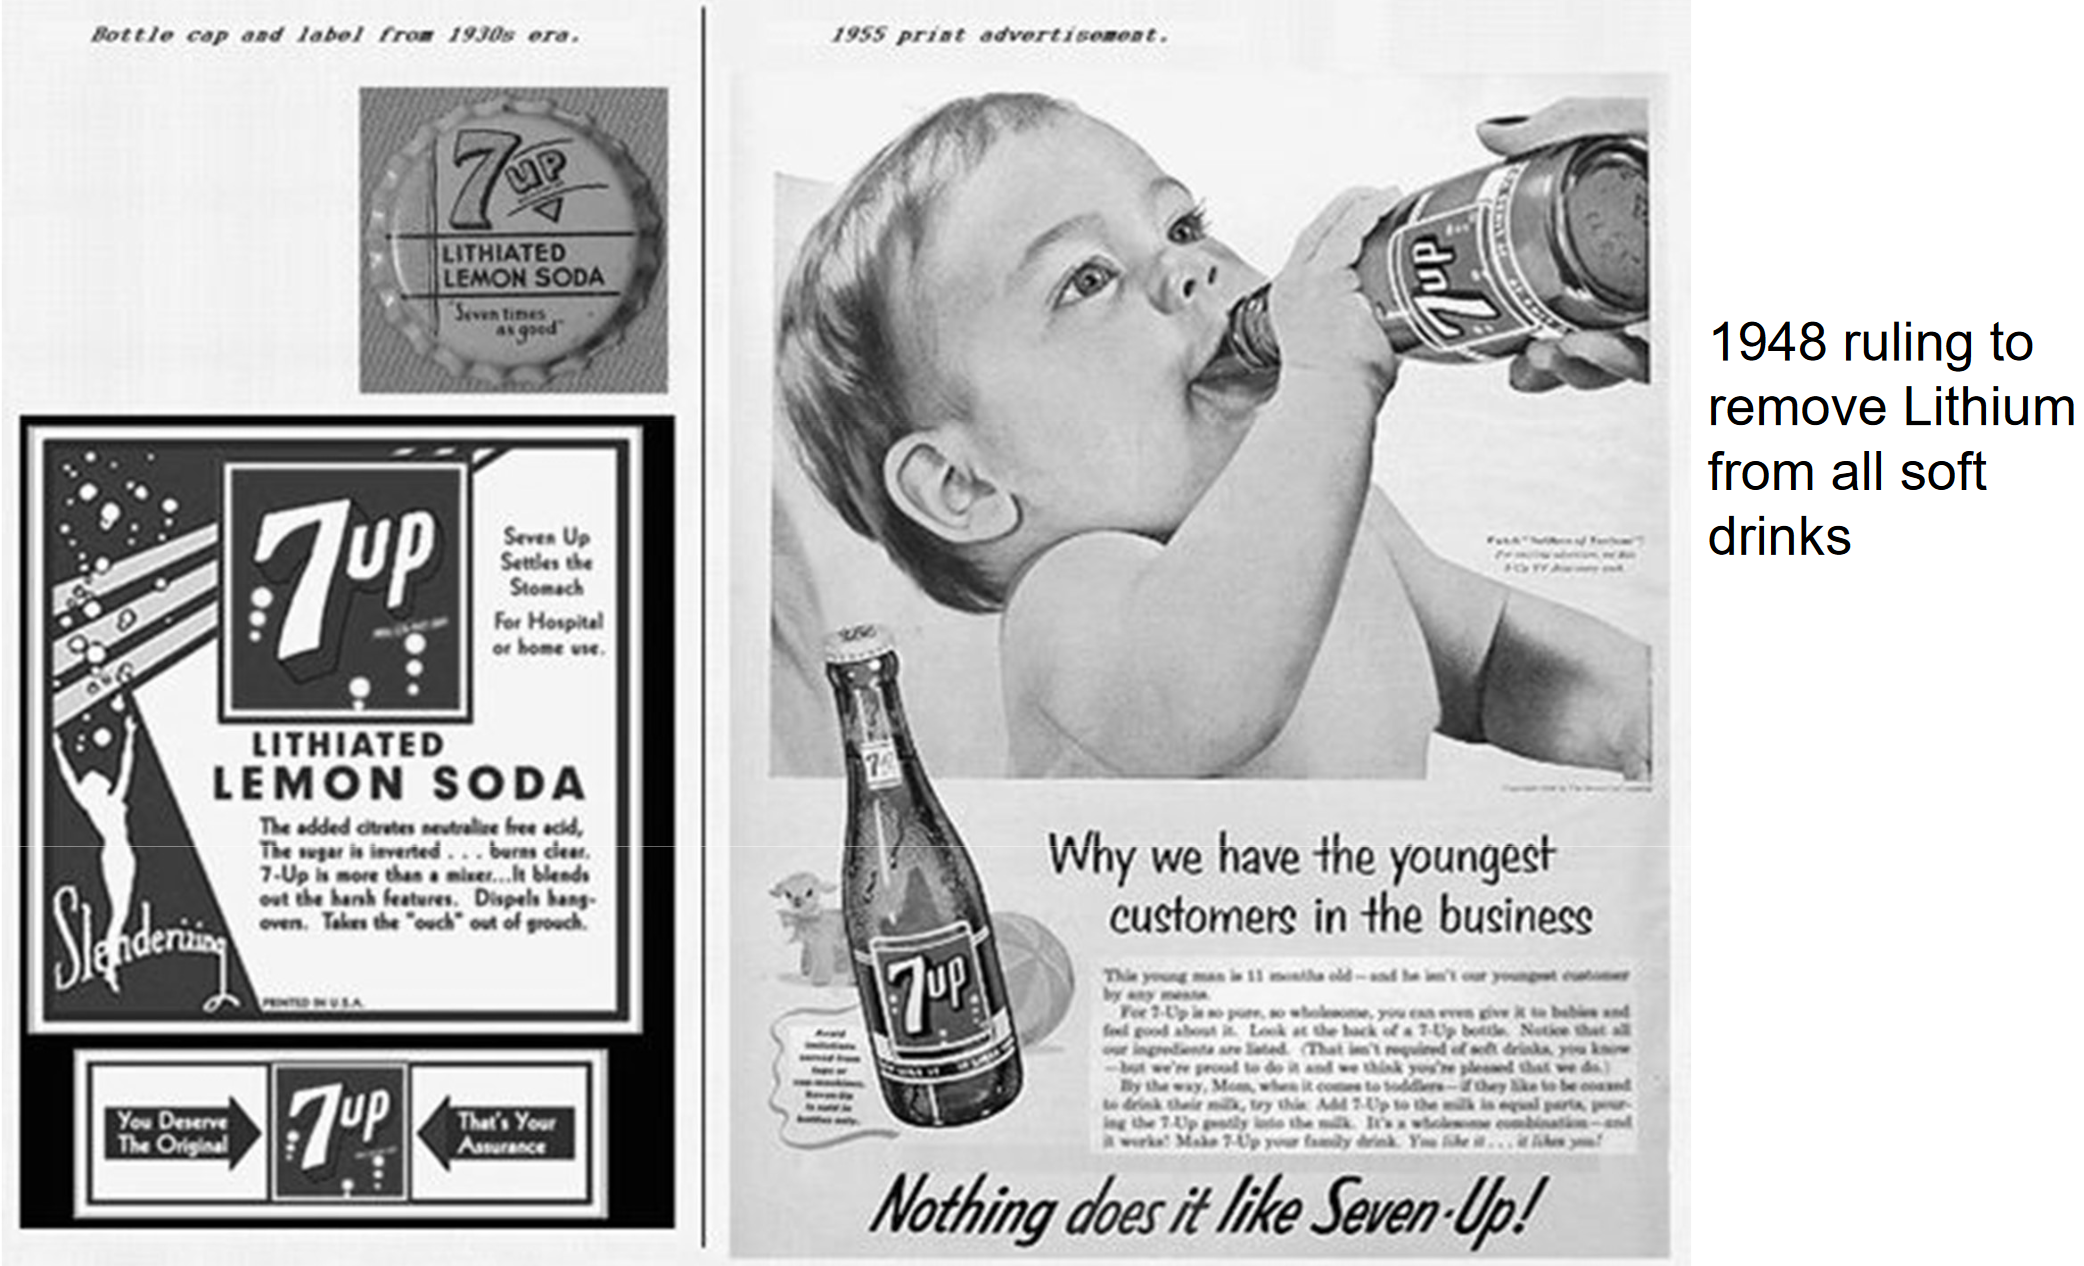 Bottle cap and label from 1930s era.
7 UP
LITHIATED
LEMON SODA
"Seven times
as good"
7up
Seven Up
Settles the
Stomach
For Hospital
or home use.
LITHIATED
LEMON SODA
The added citrates neutralize free acid,
The sugar is inverted . . . burns clear.
7-Up is more than a mixer...It blends
out the harsh features. Dispels hang-
overs. Takes the "ouch" out of grouch.
Slenderizing
PRINTED IN U.S.A.
You Deserve
The Original
7up
That's Your
Assurance
1955 print advertisement.
7up
Why we have the youngest
customers in the business
7up
7up
This young man is 11 months old—and he isn't our youngest customer
by any means.
For 7-Up is so pure, so wholesome, you can even give it to babies and
feel good about it. Look at the back of a 7-Up bottle. Notice that all
our ingredients are listed. (That isn't required of soft drinks, you know
—but we're proud to do it and we think you're pleased that we do.)
By the way, Mom, when it comes to toddlers—if they like to be coaxed
to drink their milk, try this: Add 7-Up to the milk in equal parts, pour-
ing the 7-Up gently into the milk. It's a wholesome combination—and
it works! Make 7-Up your family drink. You like it . . . it likes you!
Avoid
imitations
Seven-Up
is sold in
bottles only.
Nothing does it like Seven-Up!
1948 ruling to
remove Lithium
from all soft
drinks